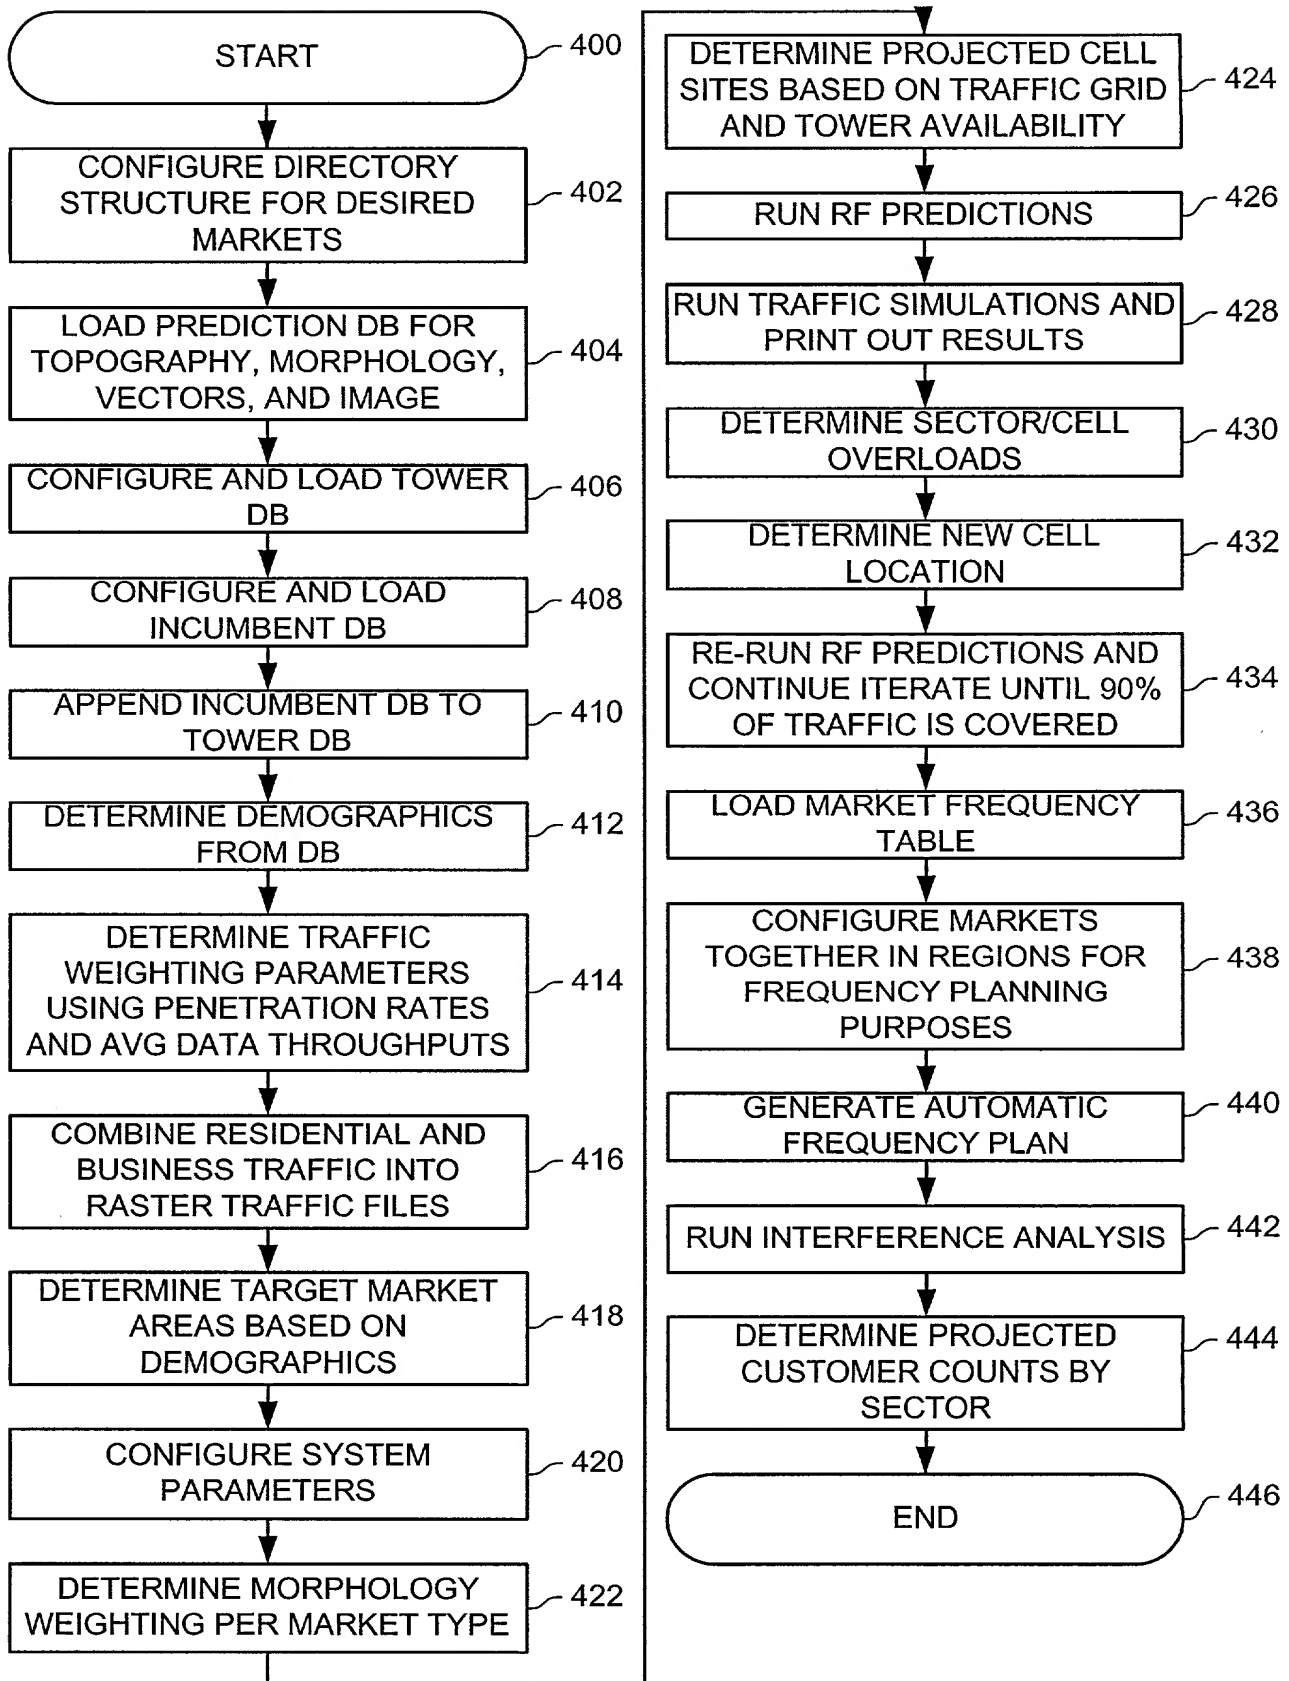 START
400
CONFIGURE DIRECTORY
STRUCTURE FOR DESIRED
MARKETS
402
LOAD PREDICTION DB FOR
TOPOGRAPHY, MORPHOLOGY,
VECTORS, AND IMAGE
404
CONFIGURE AND LOAD TOWER
DB
406
CONFIGURE AND LOAD
INCUMBENT DB
408
APPEND INCUMBENT DB TO
TOWER DB
410
DETERMINE DEMOGRAPHICS
FROM DB
412
DETERMINE TRAFFIC
WEIGHTING PARAMETERS
USING PENETRATION RATES
AND AVG DATA THROUGHPUTS
414
COMBINE RESIDENTIAL AND
BUSINESS TRAFFIC INTO
RASTER TRAFFIC FILES
416
DETERMINE TARGET MARKET
AREAS BASED ON
DEMOGRAPHICS
418
CONFIGURE SYSTEM
PARAMETERS
420
DETERMINE MORPHOLOGY
WEIGHTING PER MARKET TYPE
422
DETERMINE PROJECTED CELL
SITES BASED ON TRAFFIC GRID
AND TOWER AVAILABILITY
424
RUN RF PREDICTIONS
426
RUN TRAFFIC SIMULATIONS AND
PRINT OUT RESULTS
428
DETERMINE SECTOR/CELL
OVERLOADS
430
DETERMINE NEW CELL
LOCATION
432
RE-RUN RF PREDICTIONS AND
CONTINUE ITERATE UNTIL 90%
OF TRAFFIC IS COVERED
434
LOAD MARKET FREQUENCY
TABLE
436
CONFIGURE MARKETS
TOGETHER IN REGIONS FOR
FREQUENCY PLANNING
PURPOSES
438
GENERATE AUTOMATIC
FREQUENCY PLAN
440
RUN INTERFERENCE ANALYSIS
442
DETERMINE PROJECTED
CUSTOMER COUNTS BY
SECTOR
444
END
446